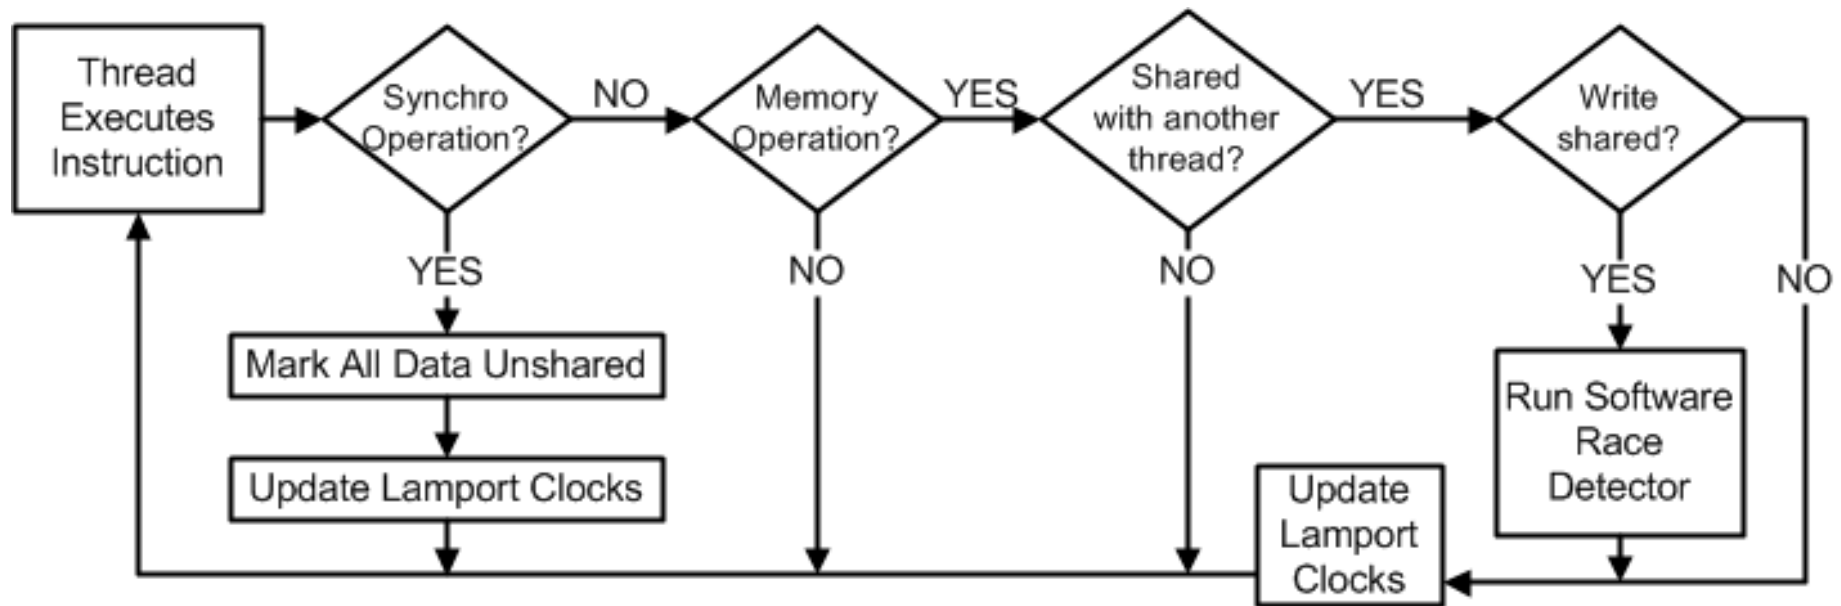 Thread
Executes
Instruction
Synchro
Operation?
NO
Memory
Operation?
YES
Shared
with another
thread?
YES
Write
shared?
YES
NO
NO
YES
NO
Mark All Data Unshared
Update Lamport Clocks
Run Software
Race
Detector
Update
Lamport
Clocks